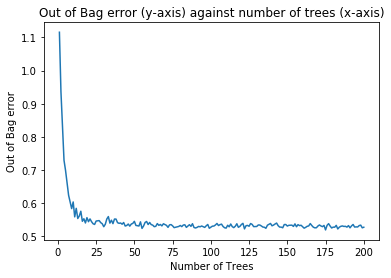 Out of Bag error (y-axis) against number of trees (x-axis)
1.1
1.0
0.9
0.8
0.7
0.6
0.5
Out of Bag error
0 25 50 75 100 125 150 175 200
Number of Trees